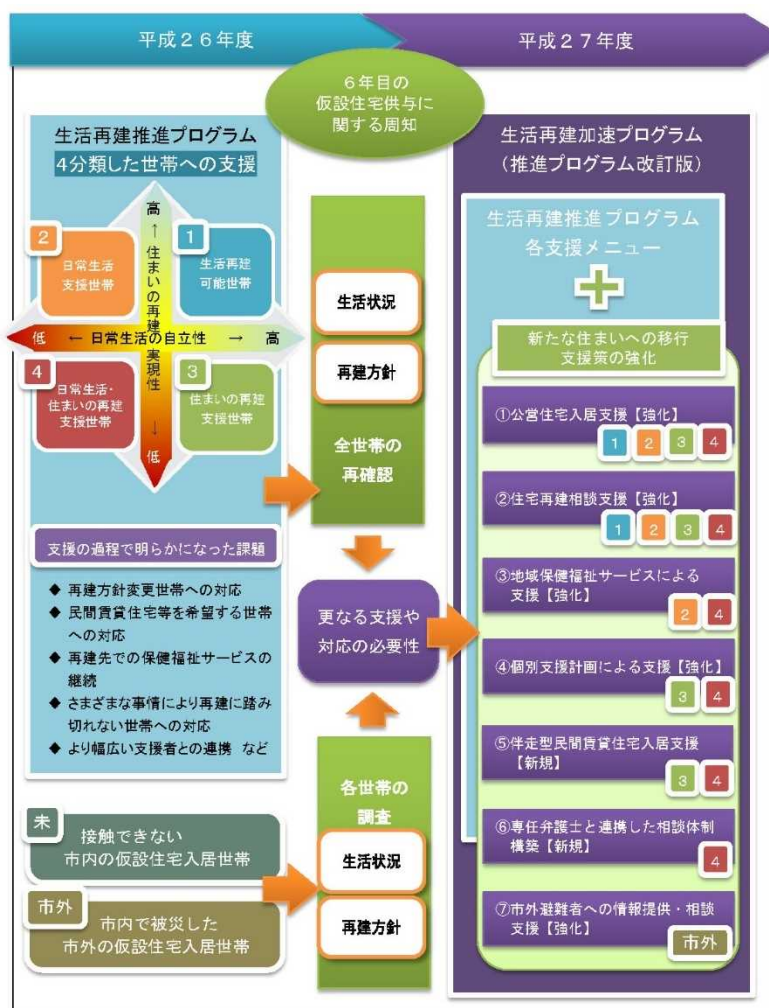 平成２６年度
平成２７年度
６年目の
仮設住宅供与に
関する周知
生活再建推進プログラム
4分類した世帯への支援
高
↑
住まいの再建
実現性
↓
低
低
← 日常生活の自立性 →
高
2
日常生活
支援世帯
1
生活再建
可能世帯
4
日常生活・
住まいの再建
支援世帯
3
住まいの再建
支援世帯
支援の過程で明らかになった課題
◆ 再建方針変更世帯への対応
◆ 民間賃貸住宅等を希望する世帯
への対応
◆ 再建先での保健福祉サービスの
継続
◆ さまざまな事情により再建に踏み
切れない世帯への対応
◆ より幅広い支援者との連携 など
未
接触できない
市内の仮設住宅入居世帯
市外
市内で被災した
市外の仮設住宅入居世帯
生活状況
再建方針
全世帯の
再確認
更なる支援や
対応の必要性
各世帯の
調査
生活状況
再建方針
生活再建加速プログラム
（推進プログラム改訂版）
生活再建推進プログラム
各支援メニュー
新たな住まいへの移行
支援策の強化
①公営住宅入居支援【強化】
1 2 3 4
②住宅再建相談支援【強化】
1 2 3 4
③地域保健福祉サービスによる
支援【強化】
2 4
④個別支援計画による支援【強化】
3 4
⑤伴走型民間賃貸住宅入居支援
【新規】
3 4
⑥専任弁護士と連携した相談体制
構築【新規】
4
⑦市外避難者への情報提供・相談
支援【強化】
市外